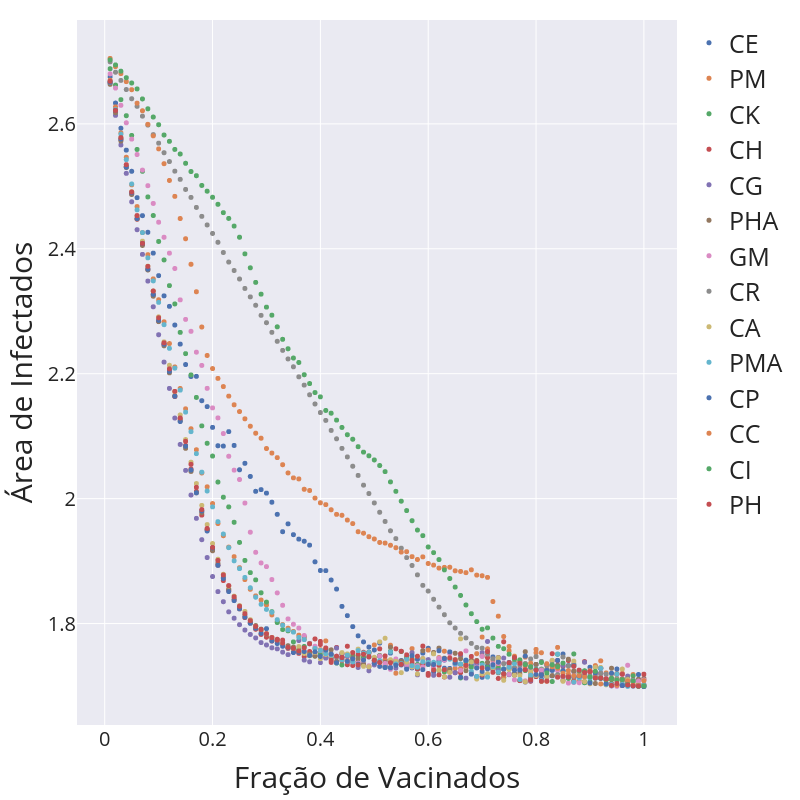 Área de Infectados
2.6
2.4
2.2
2
1.8
0
0.2
0.4
0.6
0.8
1
Fração de Vacinados
CE
PM
CK
CH
CG
PHA
GM
CR
CA
PMA
CP
CC
CI
PH